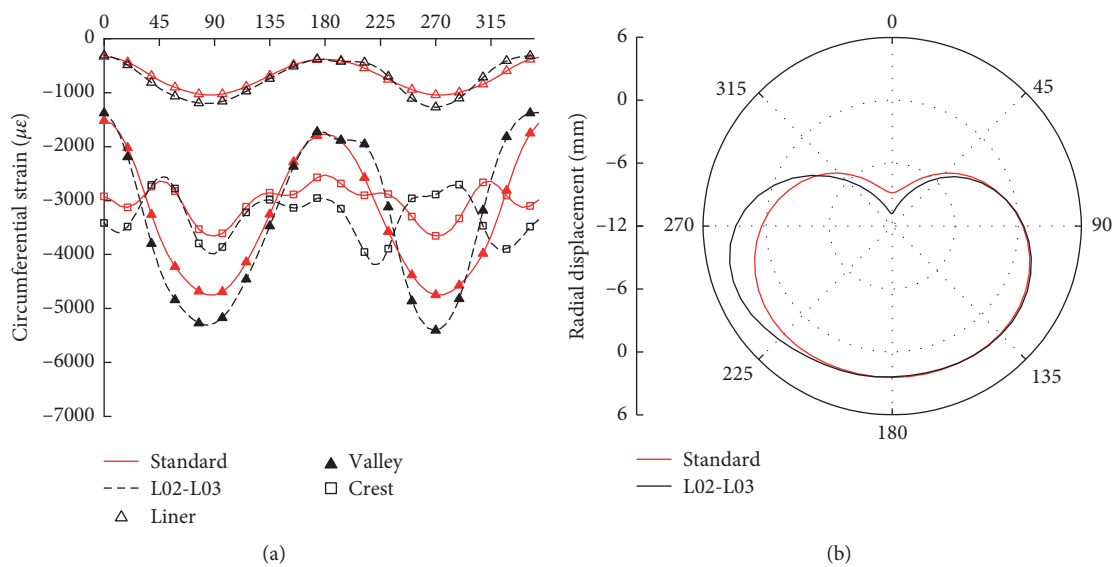 0 45 90 135 180 225 270 315
0
−1000
−2000
−3000
−4000
−5000
−6000
−7000
Circumferential strain (με)
Standard
L02-L03
Liner
Valley
Crest
(a)
6
0
−6
−12
−6
0
6
Radial displacement (mm)
0
45
90
135
180
225
270
315
Standard
L02-L03
(b)